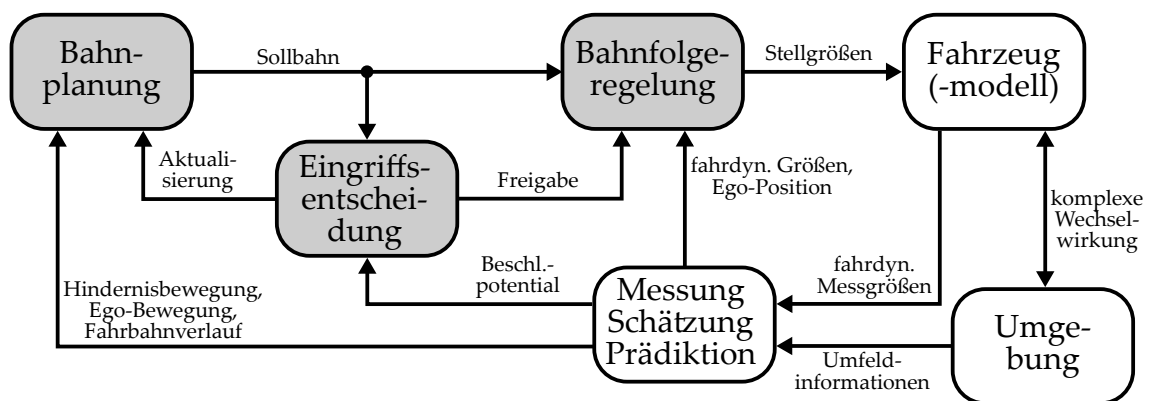 Bahn-
planung
Sollbahn
Bahnfolge-
regelung
Stellgrößen
Fahrzeug
(-modell)
Aktuali-
sierung
Eingriffs-
entschei-
dung
Freigabe
fahrdyn. Größen,
Ego-Position
komplexe
Wechsel-
wirkung
Hindernisbewegung,
Ego-Bewegung,
Fahrbahnverlauf
Beschl.-
potential
Messung
Schätzung
Prädiktion
fahrdyn.
Messgrößen
Umfeld-
informationen
Umge-
bung